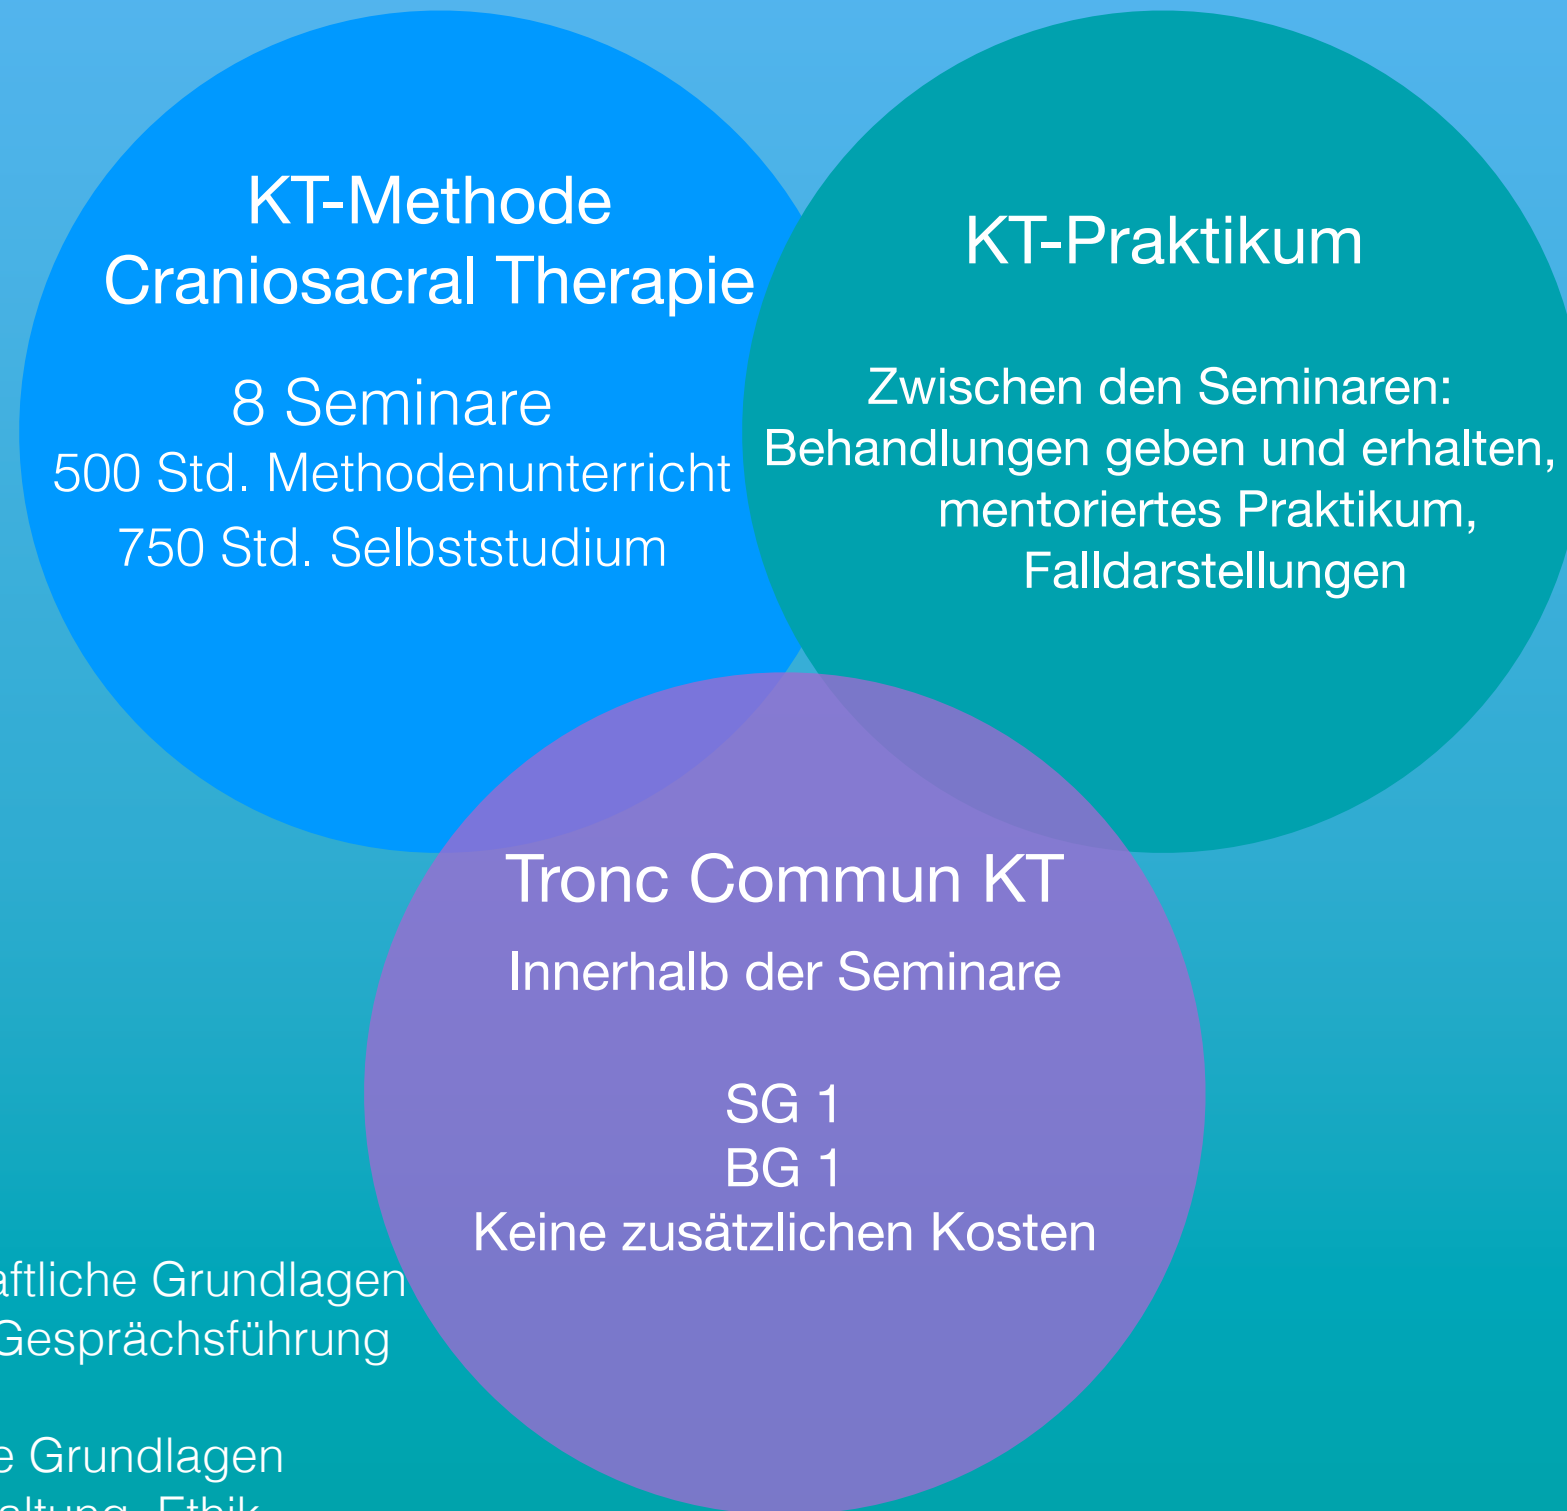 KT-Methode
Craniosacral Therapie
8 Seminare
500 Std. Methodenunterricht
750 Std. Selbststudium
KT-Praktikum
Zwischen den Seminaren:
Behandlungen geben und erhalten,
mentoriertes Praktikum,
Falldarstellungen
Tronc Commun KT
Innerhalb der Seminare
SG 1
BG 1
Keine zusätzlichen Kosten
Grundlagen
Gesprächsführung
Grundlagen
Ethik